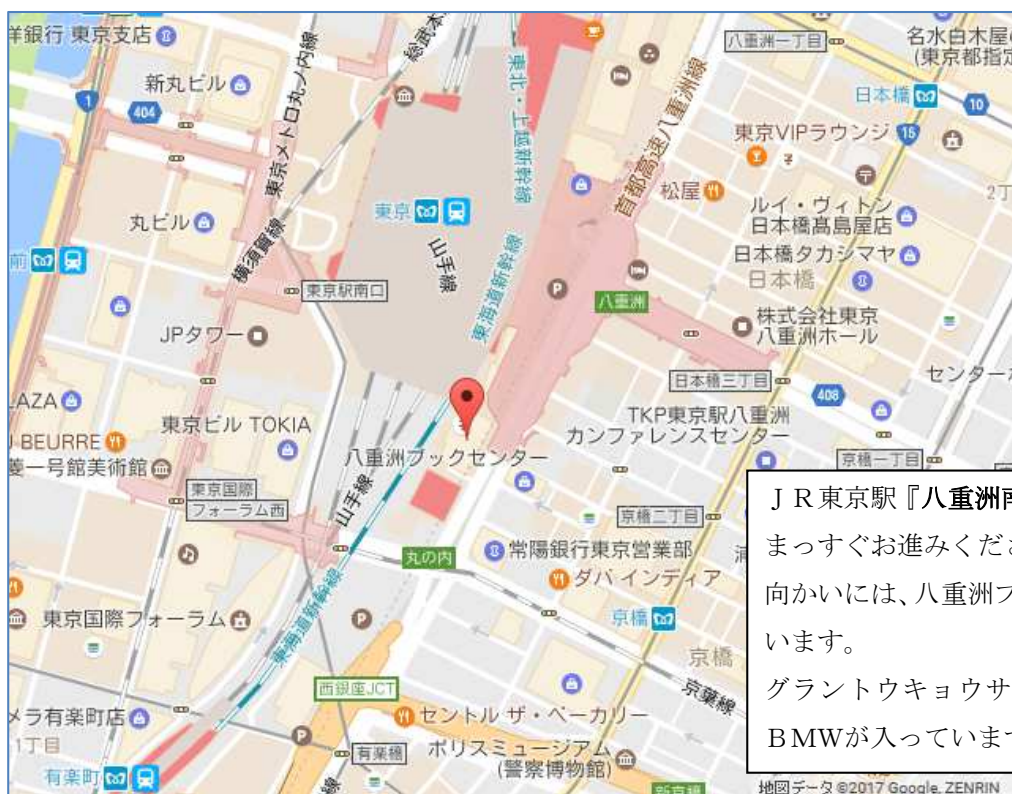 洋銀行 東京支店
新丸ビル
1
404
東京メトロ丸ノ内線
総武本
東北・上越新幹線
首都高速八重洲線
八重洲一丁目
名水白木屋の
(東京都指定
日本橋
10
15
東京VIPラウンジ
松屋
2丁
ルイ・ヴィトン
日本橋髙島屋店
日本橋タカシマヤ
日本橋
丸ビル
東京
山手線
横須賀線
前
東京駅南口
東海道新幹線
P
八重洲
株式会社東京
八重洲ホール
JPタワー
日本橋三丁目
408
センターホ
AZA
東京ビル TOKIA
TKP東京駅八重洲
カンファレンスセンター
BEURRE
菱一号館美術館
八重洲ブックセンター
京橋一丁目
東京国際
フォーラム西
山手線
京橋二丁目
丸の内
常陽銀行東京営業部
ダバ インディア
東京国際フォーラム
東海道新幹線
P
京橋
京橋
京葉線
西銀座JCT
メラ有楽町店
1丁目
セントル ザ・ベーカリー
P
有楽橋
ポリスミュージアム
(警察博物館)
有楽町
新京橋
ＪＲ東京駅『八重洲南
まっすぐお進みくださ
向かいには、八重洲ブ
います。
グラントウキョウサ
ＢＭＷが入っています
地図データ ©2017 Google, ZENRIN